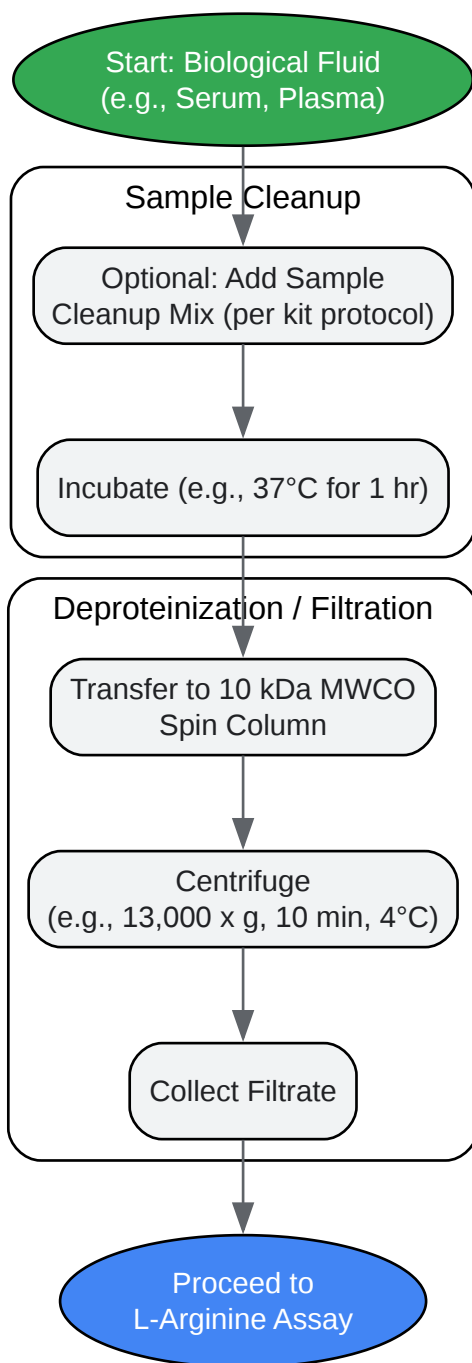 Start: Biological Fluid
(e.g., Serum, Plasma)
Sample Cleanup
Optional: Add Sample
Cleanup Mix (per kit protocol)
Incubate (e.g., 37°C for 1 hr)
Deproteinization / Filtration
Transfer to 10 kDa MWCO
Spin Column
Centrifuge
(e.g., 13,000 x g, 10 min, 4°C)
Collect Filtrate
Proceed to
L-Arginine Assay